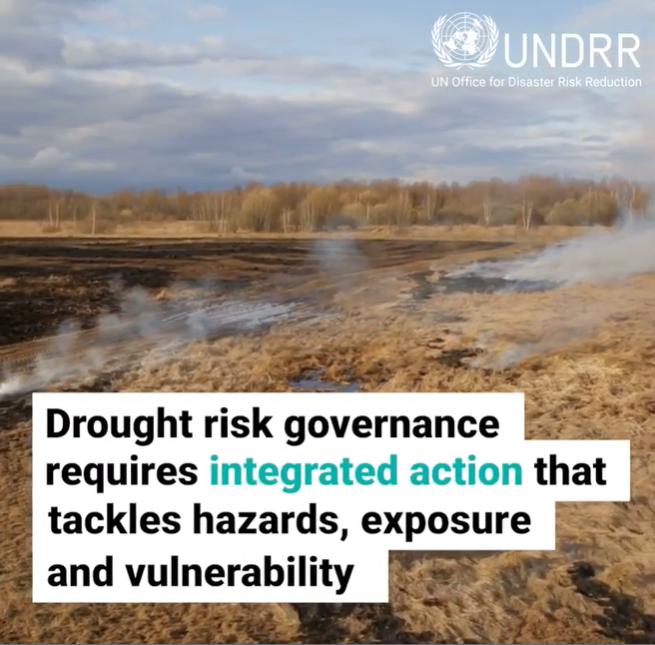 UNDRR
UN Office for Disaster Risk Reduction
Drought risk governance
requires integrated action that
tackles hazards, exposure
and vulnerability